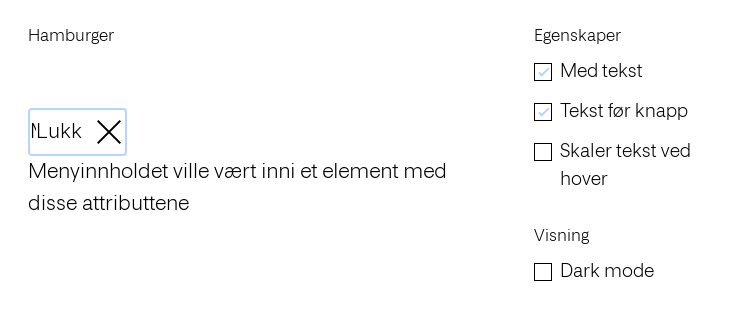 Hamburger
Egenskaper
Med tekst
Tekst før knapp
Lukk
Skaler tekst ved
hover
Menyinnholdet ville vært inni et element med
disse attributtene
Visning
Dark mode